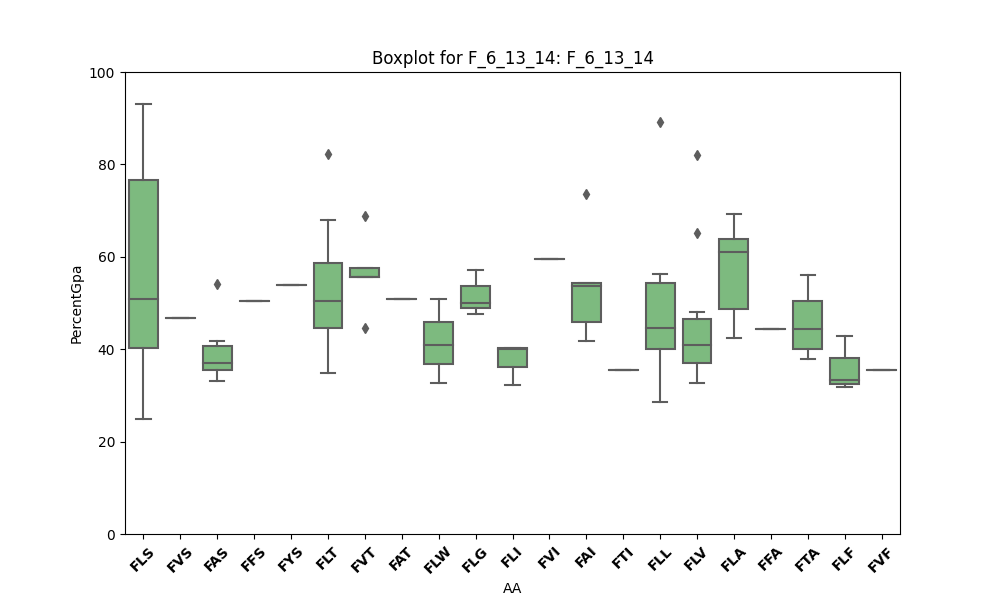 Boxplot for F_6_13_14: F_6_13_14
100
80
60
40
20
0
PercentGpa
FLS FVS FAS FFS FYS FLT FVT FAT FLW FLG FLI FVI FAI FTI FLL FLV FLA FFA FTA FLF FVF
AA